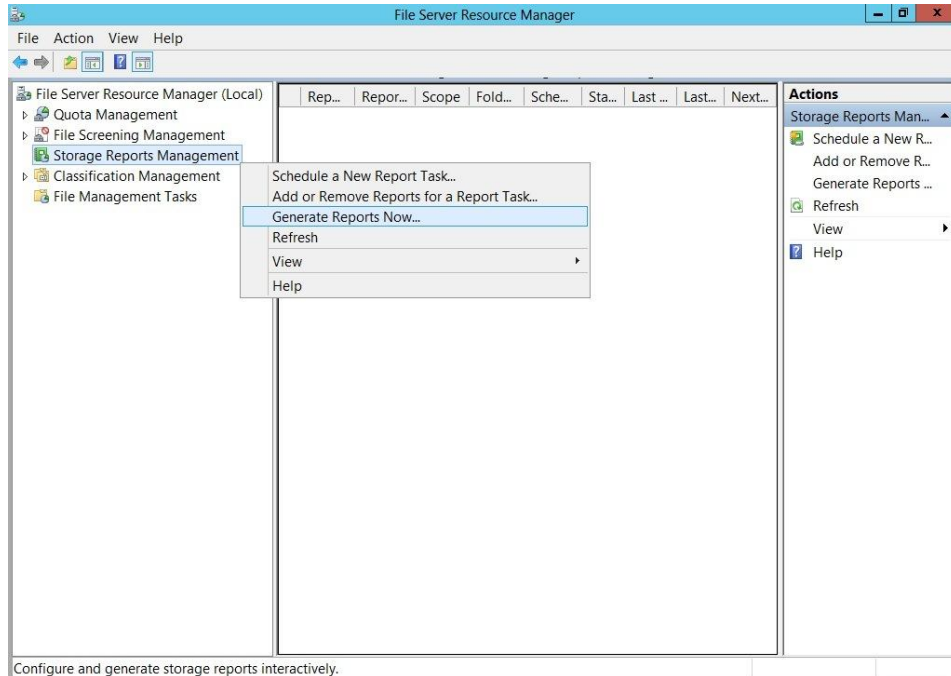 File Server Resource Manager
File Action View Help
File Server Resource Manager (Local)
Quota Management
File Screening Management
Storage Reports Management
Classification Management
File Management Tasks
Rep... Repor... Scope Fold... Sche... Sta... Last ... Last... Next...
Schedule a New Report Task...
Add or Remove Reports for a Report Task...
Generate Reports Now...
Refresh
View
Help
Actions
Storage Reports Man...
Schedule a New R...
Add or Remove R...
Generate Reports ...
Refresh
View
Help
Configure and generate storage reports interactively.